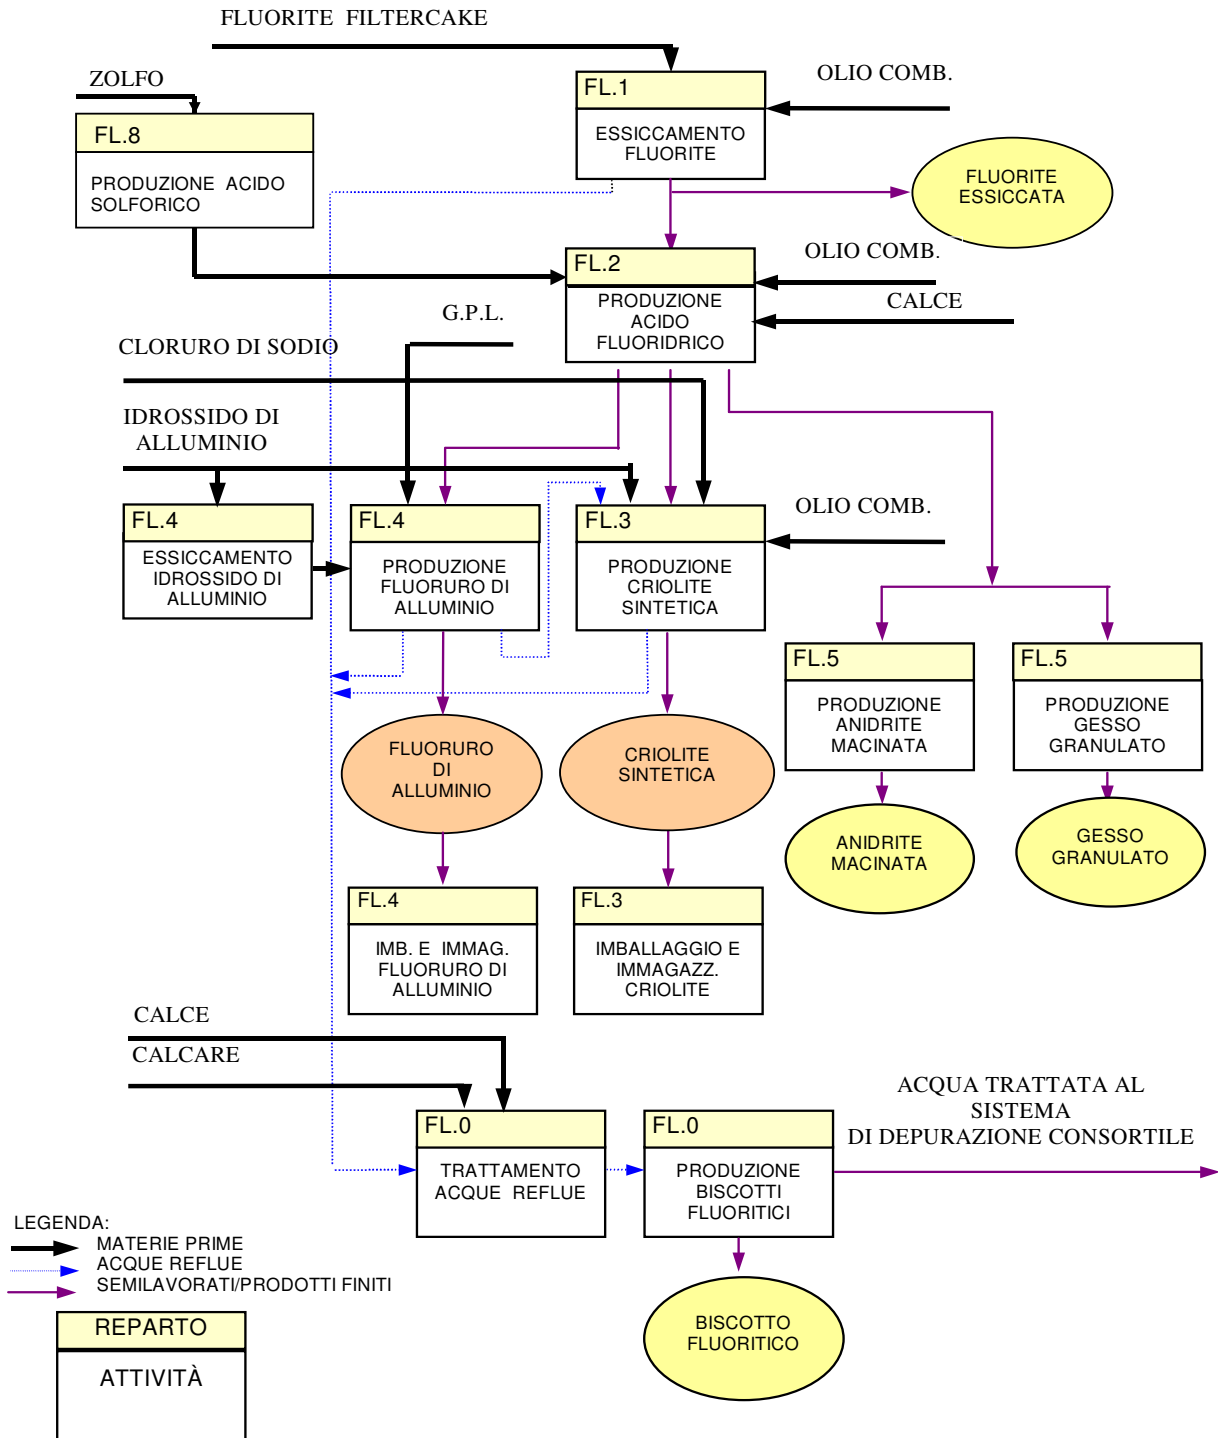 FLUORITE FILTERCAKE
ZOLFO
FL.1
OLIO COMB.
ESSICCAMENTO
FLUORITE
FL.8
PRODUZIONE ACIDO
SOLFORICO
FLUORITE
ESSICCATA
FL.2
OLIO COMB.
PRODUZIONE
ACIDO
FLUORIDRICO
CALCE
G.P.L.
CLORURO DI SODIO
IDROSSIDO DI
ALLUMINIO
FL.4
ESSICCAMENTO
IDROSSIDO DI
ALLUMINIO
FL.4
PRODUZIONE
FLUORURO DI
ALLUMINIO
FL.3
PRODUZIONE
CRIOLITE
SINTETICA
OLIO COMB.
FL.5
PRODUZIONE
ANIDRITE
MACINATA
FL.5
PRODUZIONE
GESSO
GRANULATO
FLUORURO
DI
ALLUMINIO
CRIOLITE
SINTETICA
ANIDRITE
MACINATA
GESSO
GRANULATO
FL.4
IMB. E IMMAG.
FLUORURO DI
ALLUMINIO
FL.3
IMBALLAGGIO E
IMMAGAZZ.
CRIOLITE
CALCE
CALCARE
FL.0
TRATTAMENTO
ACQUE REFLUE
FL.0
PRODUZIONE
BISCOTTI
FLUORITICI
ACQUA TRATTATA AL
SISTEMA
DI DEPURAZIONE CONSORTILE
BISCOTTO
FLUORITICO
LEGENDA:
MATERIE PRIME
ACQUE REFLUE
SEMILAVORATI/PRODOTTI FINITI
REPARTO
ATTIVITÀ